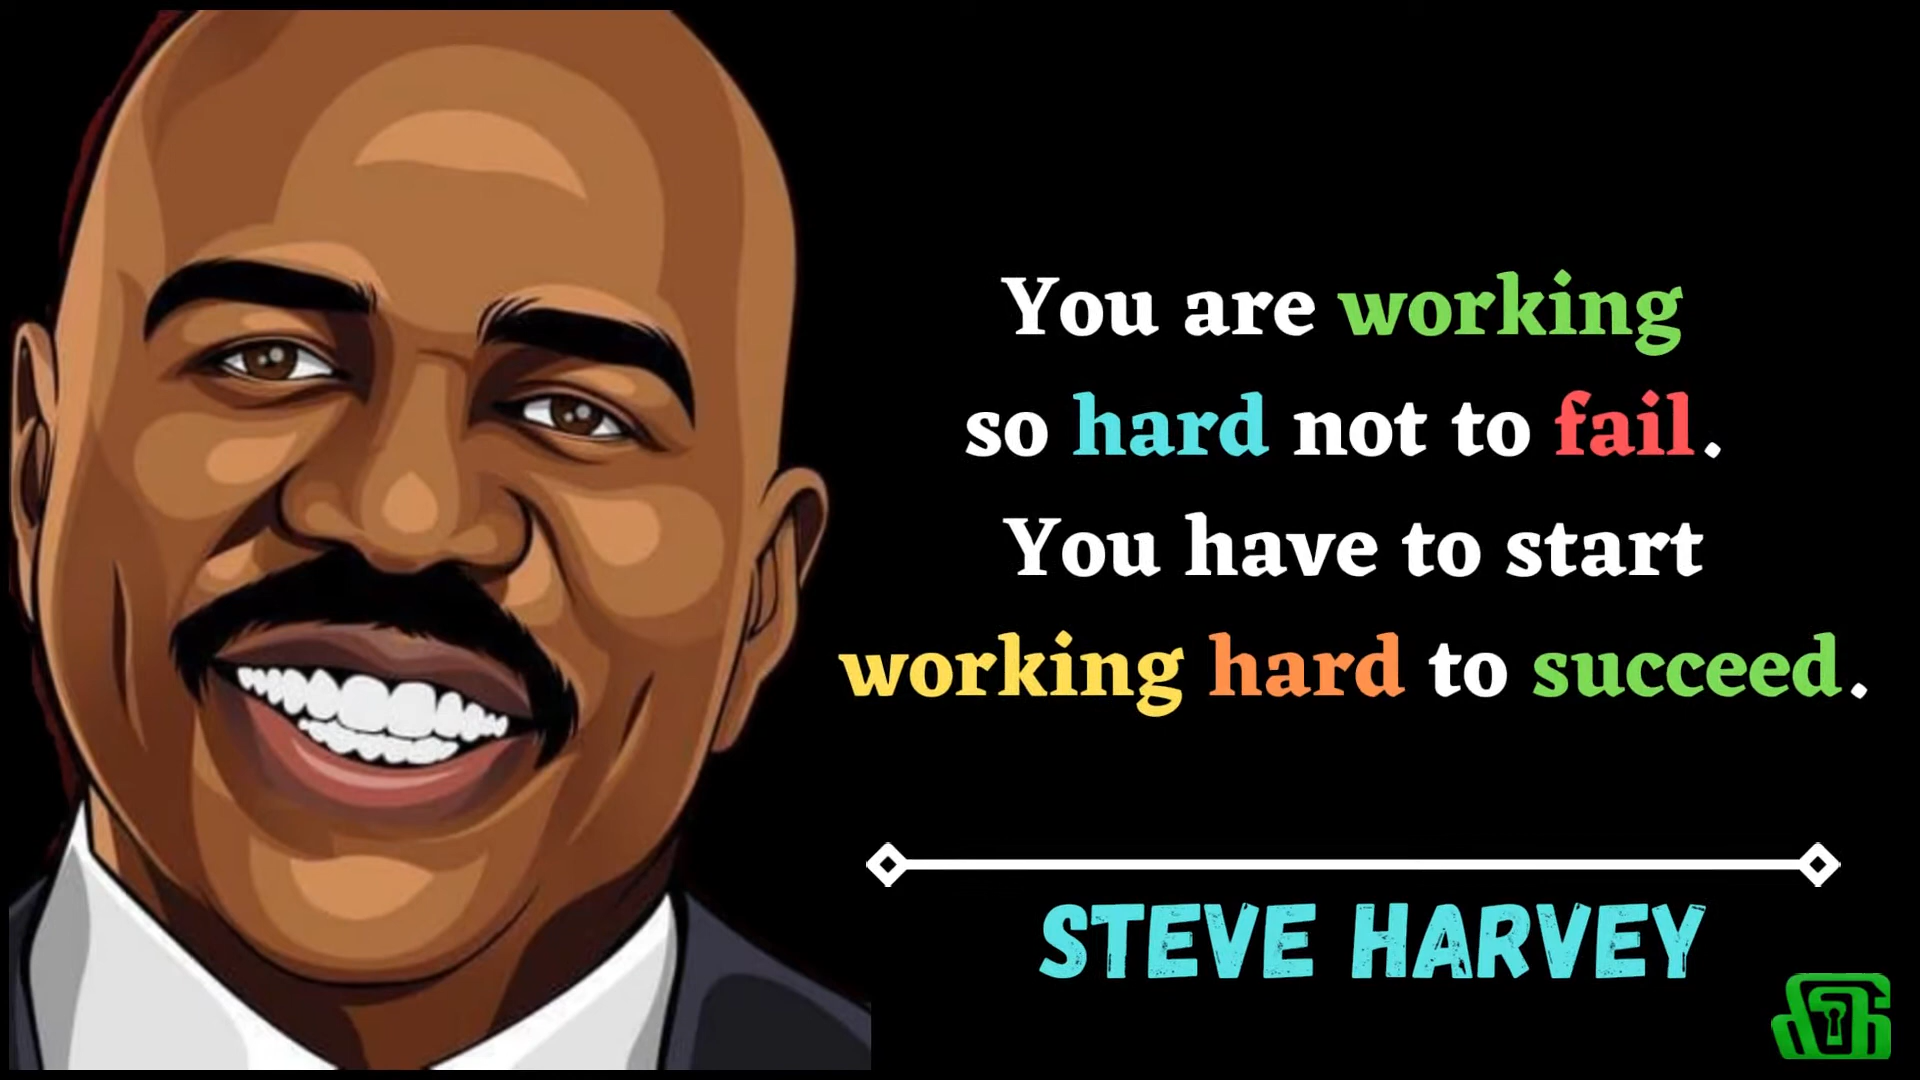 You are working
so hard not to fail.
You have to start
working hard to succeed.
STEVE HARVEY